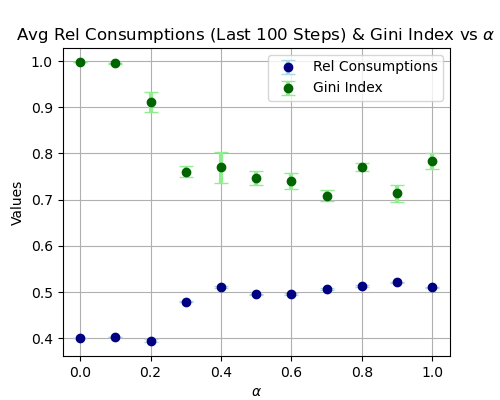 Avg Rel Consumptions (Last 100 Steps) & Gini Index vs α
Rel Consumptions
Gini Index
Values
1.0
0.9
0.8
0.7
0.6
0.5
0.4
0.0 0.2 0.4 0.6 0.8 1.0
α